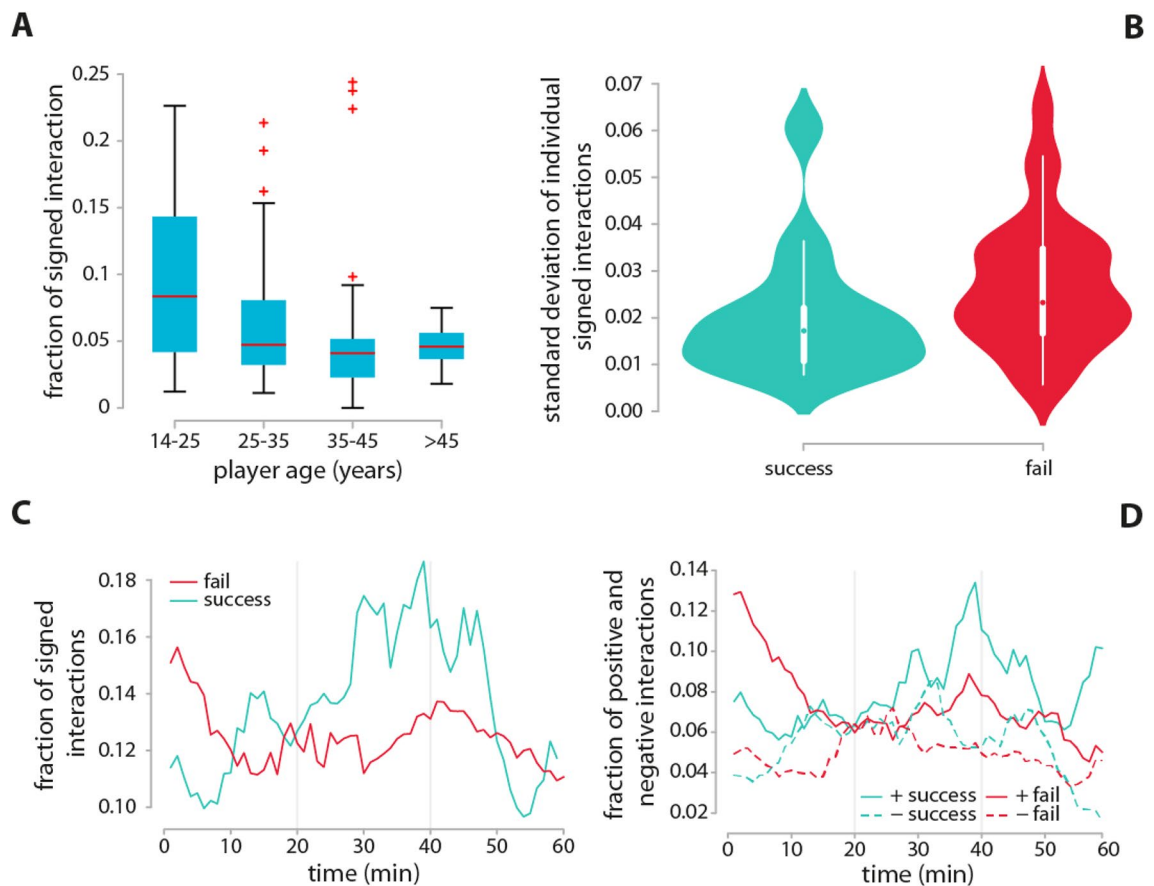 A
B
fraction of signed interaction
0.25
0.2
0.15
0.1
0.05
0
14-25
25-35
35-45
>45
player age (years)
standard deviation of individual
signed interactions
0.07
0.06
0.05
0.04
0.03
0.02
0.01
0.00
success
fail
C
D
fraction of signed
interactions
0.18
0.16
0.14
0.12
0.10
fail
success
0
10
20
30
40
50
60
time (min)
fraction of positive and
negative interactions
0.14
0.12
0.10
0.08
0.06
0.04
0.02
+ success
+ fail
− success
− fail
0
10
20
30
40
50
60
time (min)